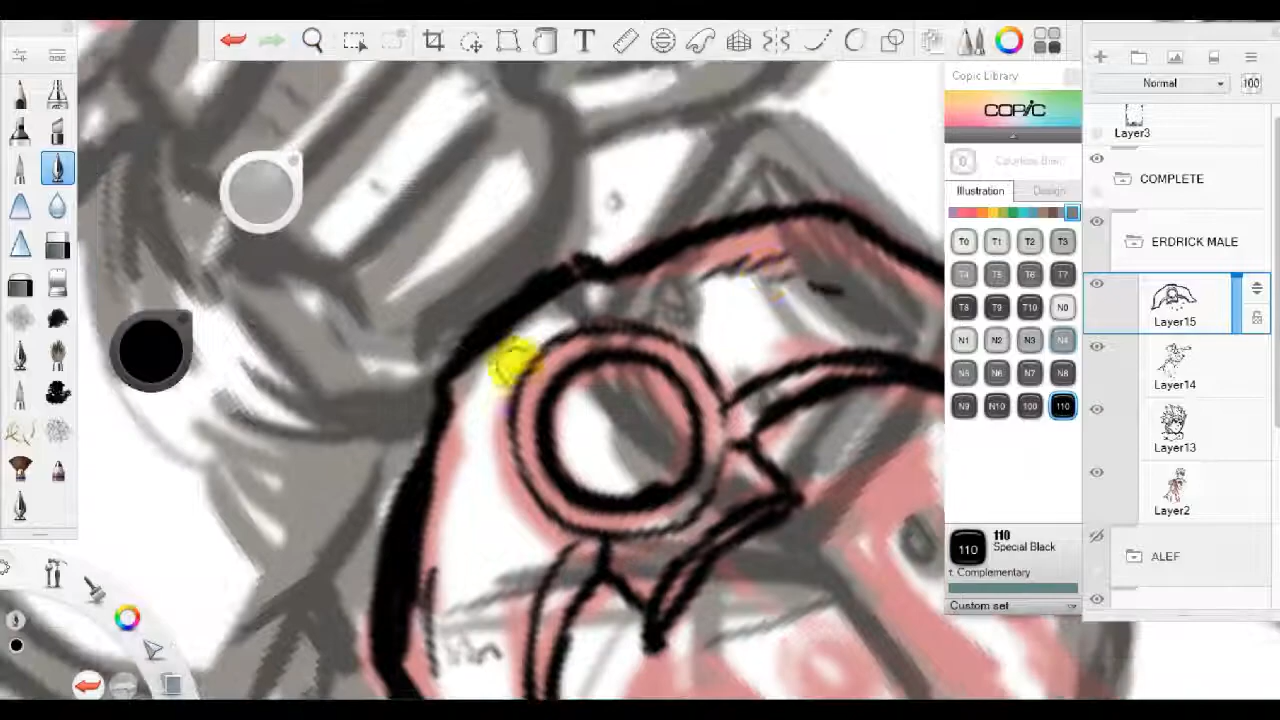 Normal
100
Copic Library
COPIC
0 Colorless Blen
Illustration Design
T0 T1 T2 T3
T4 T5 T6 T7
T8 T9 T10 N0
N1 N2 N3 N4
N5 N6 N7 N8
N9 N10 100 110
110
110
Special Black
t: Complementary
Custom set
Layer3
COMPLETE
ERDRICK MALE
Layer15
Layer14
Layer13
Layer2
ALEF
T